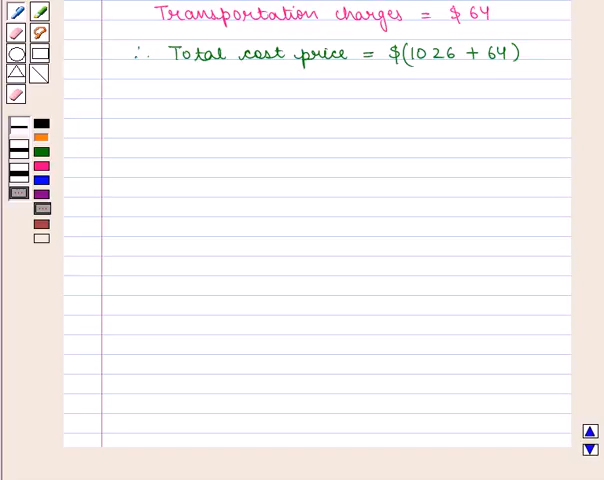 Transportation charges = $ 64
∴ Total cost price = $(1026 + 64)